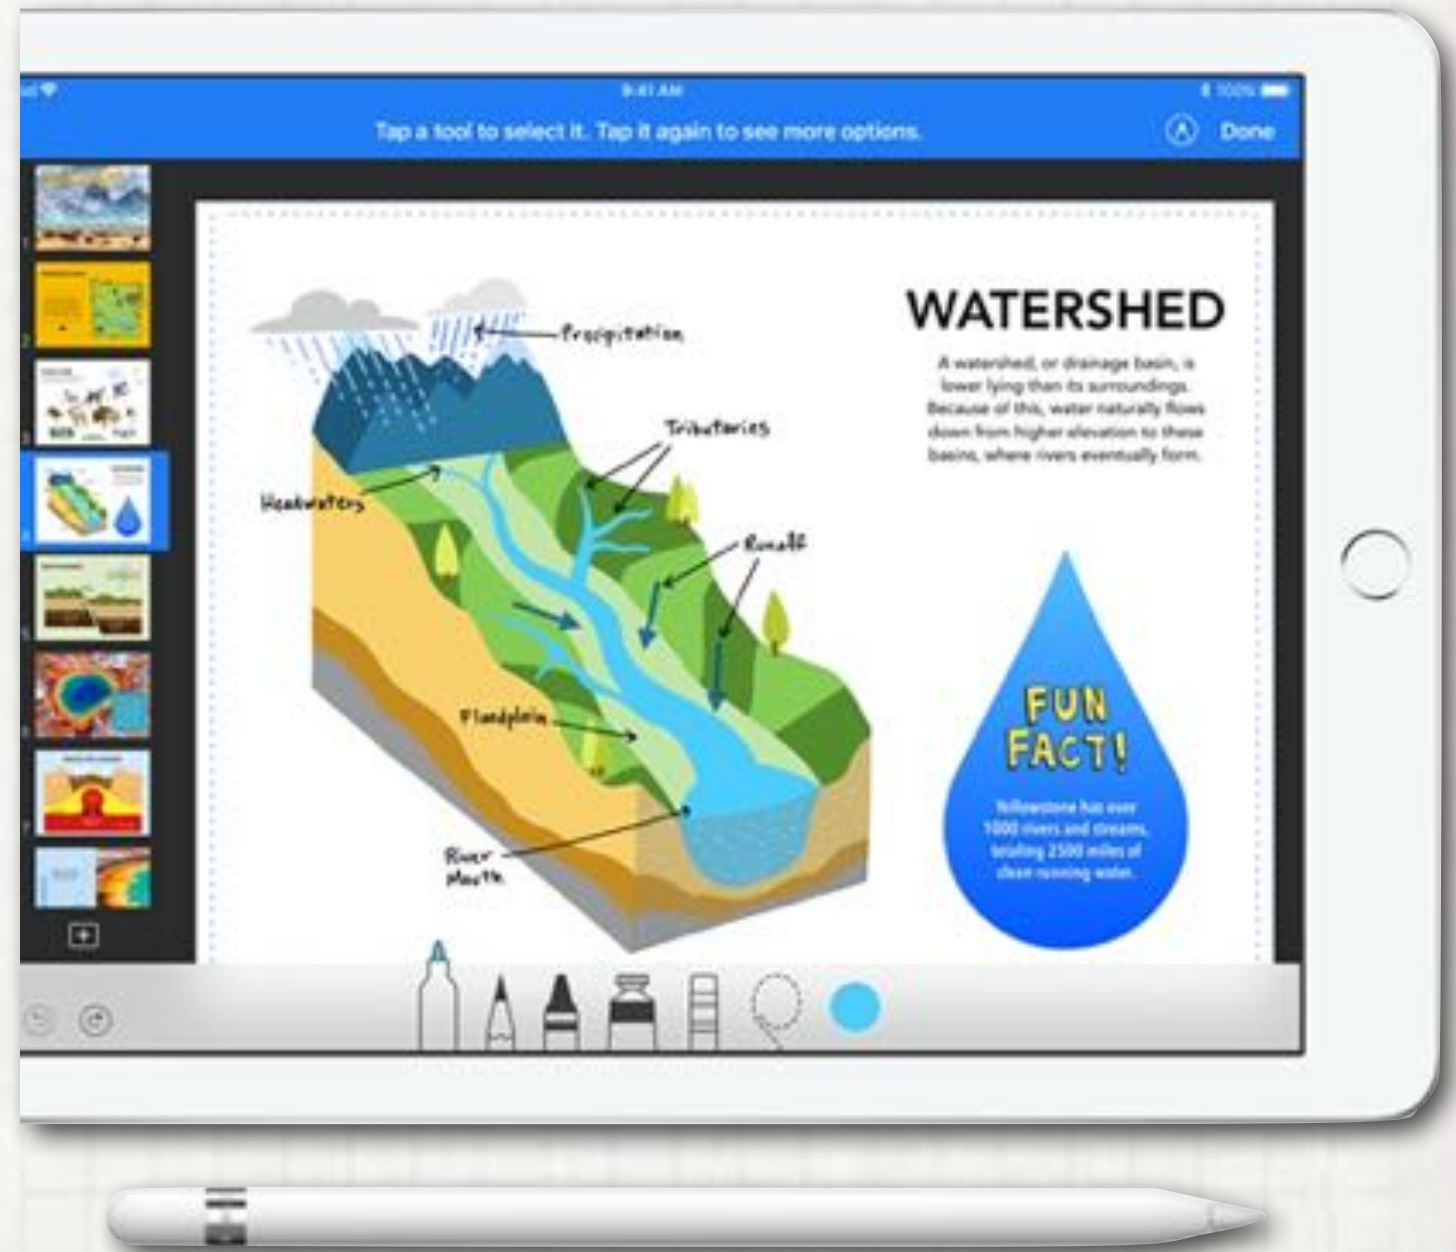 9:41 AM
100%
Tap a tool to select it. Tap it again to see more options.
Done
WATERSHED
A watershed, or drainage basin, is
lower lying than its surroundings.
Because of this, water naturally flows
down from higher elevation to these
basins, where rivers eventually form.
Precipitation
Tributaries
Headwaters
Runoff
Floodplain
River
Mouth
FUN
FACT!
Yellowstone has over
1000 rivers and streams,
totaling 2500 miles of
clean running water.